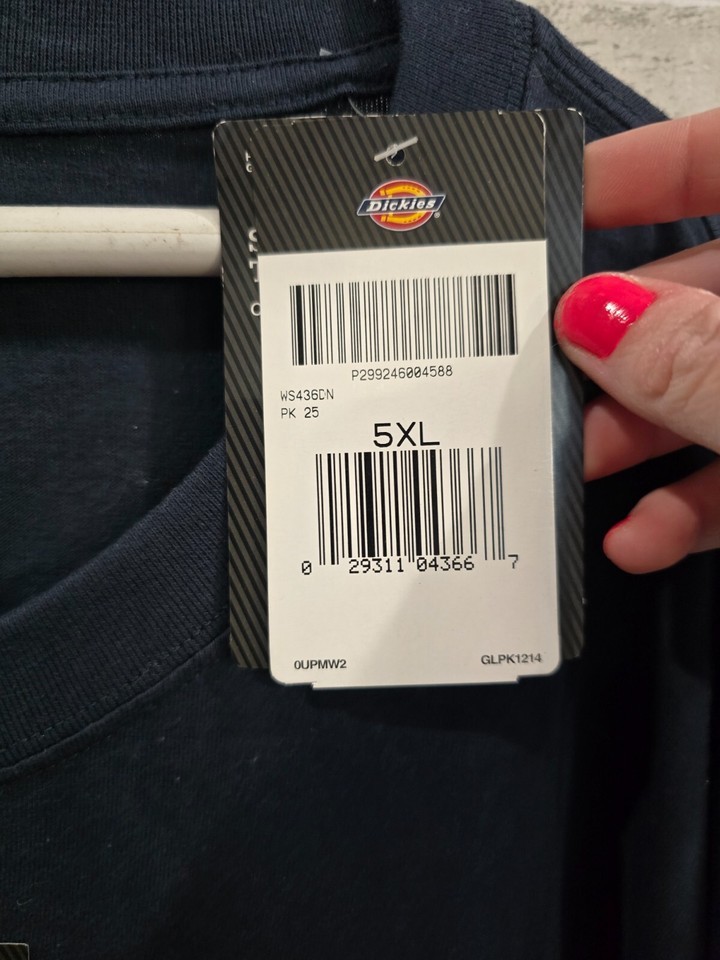 Dickies
P299246004588
WS436DN
PK 25
5XL
0 29311 04366 7
0UPMW2 GLPK1214